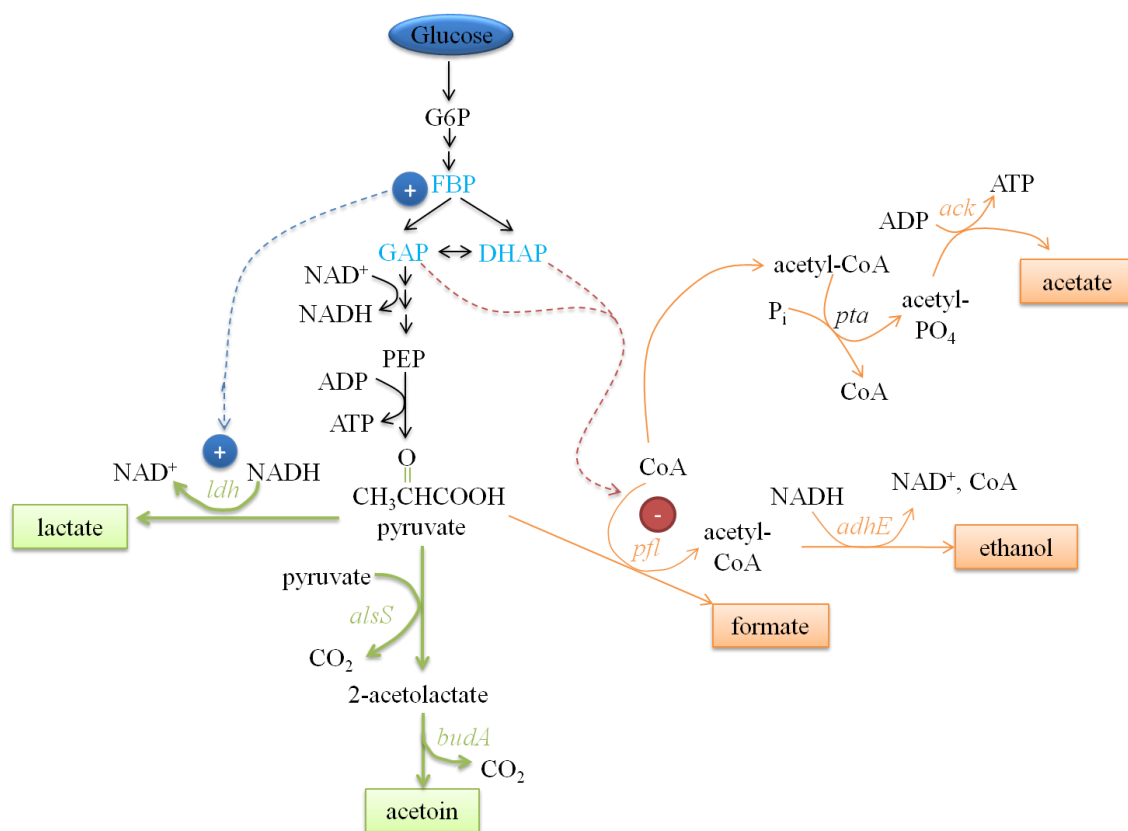 Glucose
G6P
+
FBP
GAP
DHAP
NAD⁺
NADH
PEP
ADP
ATP
ADP
ack
ATP
acetate
acetyl-CoA
Pᵢ
pta
acetyl-
PO₄
CoA
+
NAD⁺
NADH
ldh
lactate
O
CH₃CHCOOH
pyruvate
CoA
-
pfl
acetyl-
CoA
NADH
NAD⁺, CoA
adhE
ethanol
formate
pyruvate
alsS
CO₂
2-acetolactate
budA
CO₂
acetoin